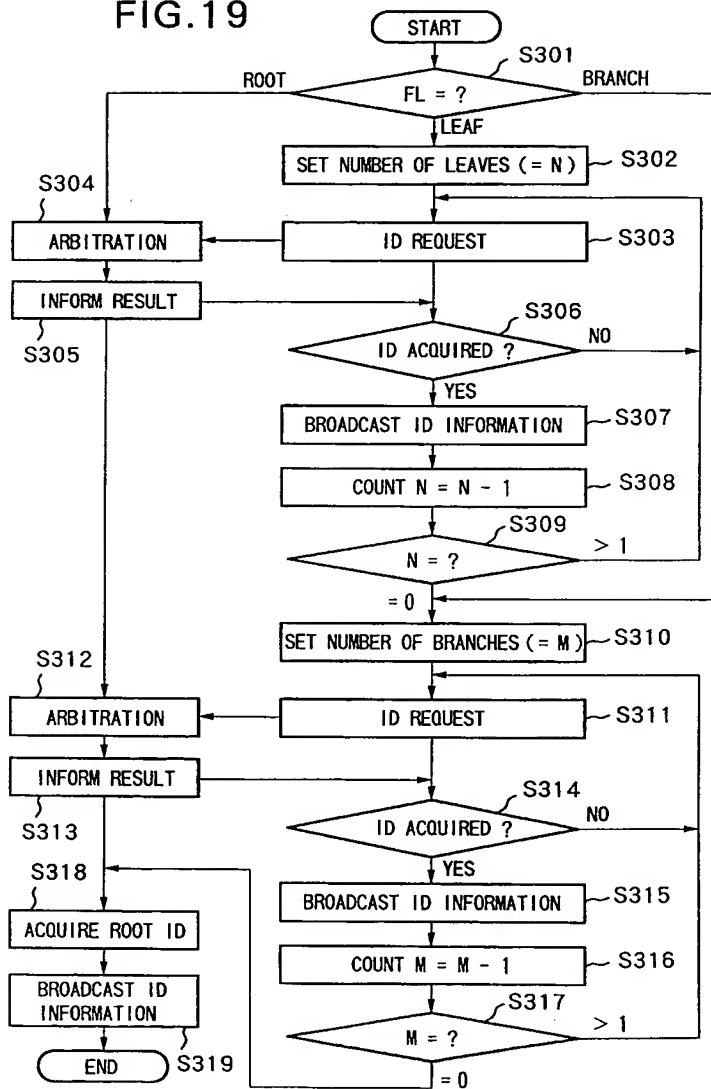 FIG.19
START
S301
ROOT
BRANCH
FL = ?
LEAF
SET NUMBER OF LEAVES (= N)
S302
S304
ARBITRATION
ID REQUEST
S303
INFORM RESULT
S305
S306
ID ACQUIRED ?
NO
YES
BROADCAST ID INFORMATION
S307
COUNT N = N - 1
S308
S309
N = ?
> 1
= 0
SET NUMBER OF BRANCHES (= M)
S310
S312
ARBITRATION
ID REQUEST
S311
INFORM RESULT
S313
S314
ID ACQUIRED ?
NO
YES
S318
BROADCAST ID INFORMATION
S315
ACQUIRE ROOT ID
COUNT M = M - 1
S316
BROADCAST ID
INFORMATION
S317
M = ?
> 1
S319
END
= 0